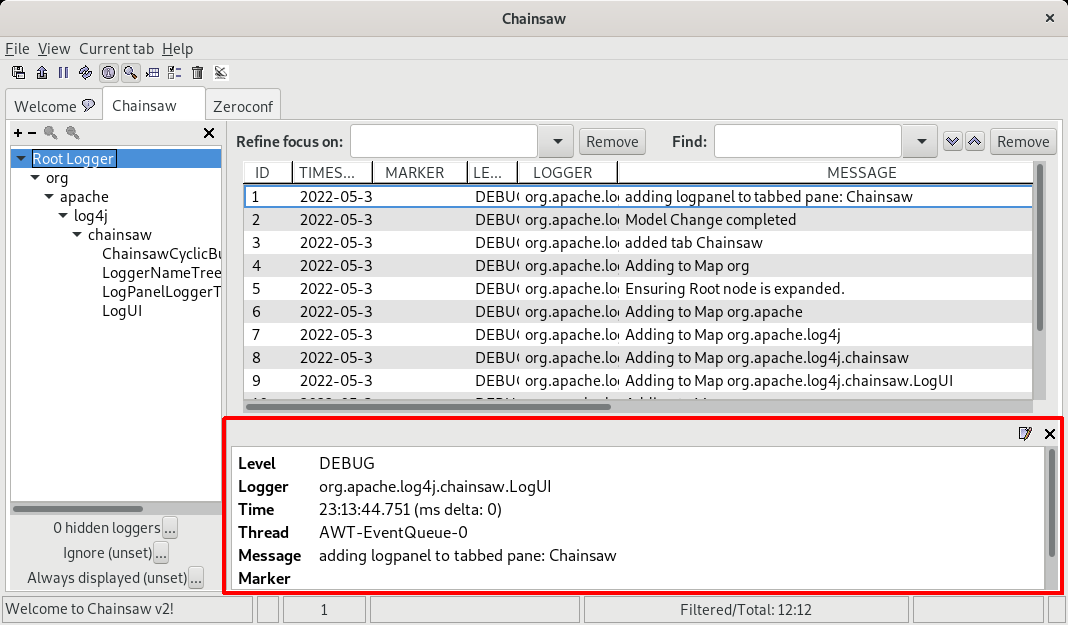 Chainsaw
File View Current tab Help
Welcome Chainsaw Zeroconf
Refine focus on: Remove Find: Remove
Root Logger
org
apache
log4j
chainsaw
ChainsawCyclicBu
LoggerNameTree
LogPanelLoggerT
LogUI
0 hidden loggers ...
Ignore (unset) ...
Always displayed (unset) ...
ID TIMES... MARKER LE... LOGGER MESSAGE
1 2022-05-3 DEBU org.apache.lo adding logpanel to tabbed pane: Chainsaw
2 2022-05-3 DEBU org.apache.lo Model Change completed
3 2022-05-3 DEBU org.apache.lo added tab Chainsaw
4 2022-05-3 DEBU org.apache.lo Adding to Map org
5 2022-05-3 DEBU org.apache.lo Ensuring Root node is expanded.
6 2022-05-3 DEBU org.apache.lo Adding to Map org.apache
7 2022-05-3 DEBU org.apache.lo Adding to Map org.apache.log4j
8 2022-05-3 DEBU org.apache.lo Adding to Map org.apache.log4j.chainsaw
9 2022-05-3 DEBU org.apache.lo Adding to Map org.apache.log4j.chainsaw.LogUI
Level DEBUG
Logger org.apache.log4j.chainsaw.LogUI
Time 23:13:44.751 (ms delta: 0)
Thread AWT-EventQueue-0
Message adding logpanel to tabbed pane: Chainsaw
Marker
Welcome to Chainsaw v2! 1 Filtered/Total: 12:12